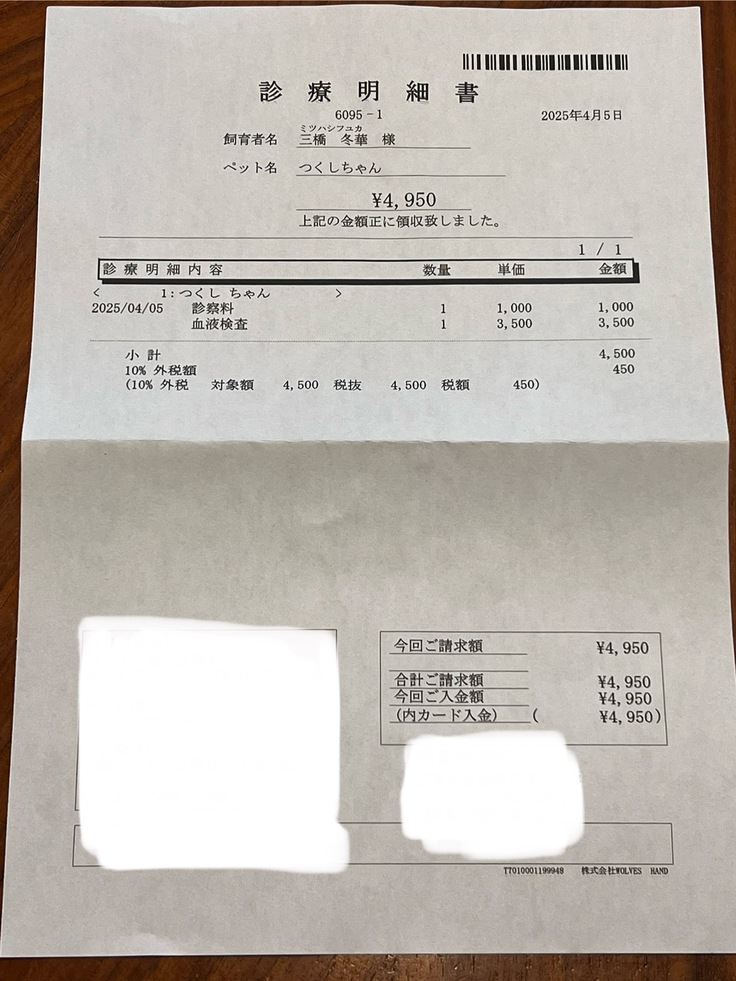 診療明細書
6095-1
2025年4月5日
ミツハシフユカ
飼育者名 三橋 冬華 様
ペット名 つくしちゃん
¥4,950
上記の金額正に領収致しました。
1 / 1
診療明細内容 数量 単価 金額
< 1:つくし ちゃん >
2025/04/05 診察料 1 1,000 1,000
血液検査 1 3,500 3,500
小計 4,500
10% 外税額 450
(10% 外税 対象額 4,500 税抜 4,500 税額 450)
今回ご請求額 ¥4,950
合計ご請求額 ¥4,950
今回ご入金額 ¥4,950
(内カード入金) ( ¥4,950)
T7010001199948 株式会社WOLVES HAND